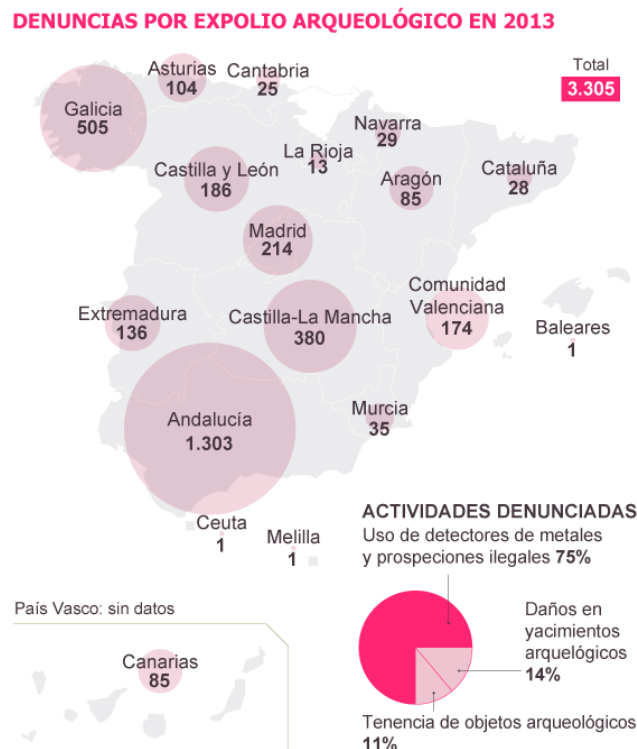 DENUNCIAS POR EXPOLIO ARQUEOLÓGICO EN 2013
Total
3.305
Asturias
104
Cantabria
25
Galicia
505
Navarra
29
La Rioja
13
Castilla y León
186
Aragón
85
Cataluña
28
Madrid
214
Comunidad
Valenciana
174
Extremadura
136
Castilla-La Mancha
380
Baleares
1
Andalucía
1.303
Murcia
35
Ceuta
1
Melilla
1
ACTIVIDADES DENUNCIADAS
Uso de detectores de metales
y prospeciones ilegales 75%
Daños en
yacimientos
arquelógicos
14%
Tenencia de objetos arqueológicos
11%
País Vasco: sin datos
Canarias
85